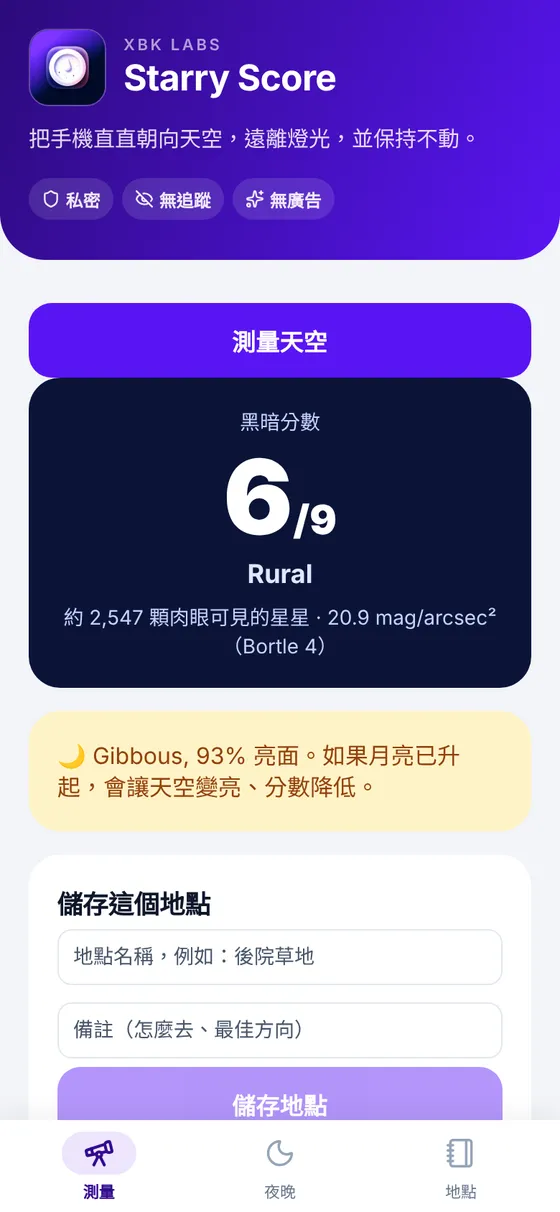 XBK LABS
Starry Score
把手機直直朝向天空，遠離燈光，並保持不動。
私密
無追蹤
無廣告
測量天空
黑暗分數
6/9
Rural
約 2,547 顆肉眼可見的星星 · 20.9 mag/arcsec²
（Bortle 4）
🌙 Gibbous, 93% 亮面。如果月亮已升
起，會讓天空變亮、分數降低。
儲存這個地點
地點名稱，例如：後院草地
備註（怎麼去、最佳方向）
儲存地點
測量
夜晚
地點